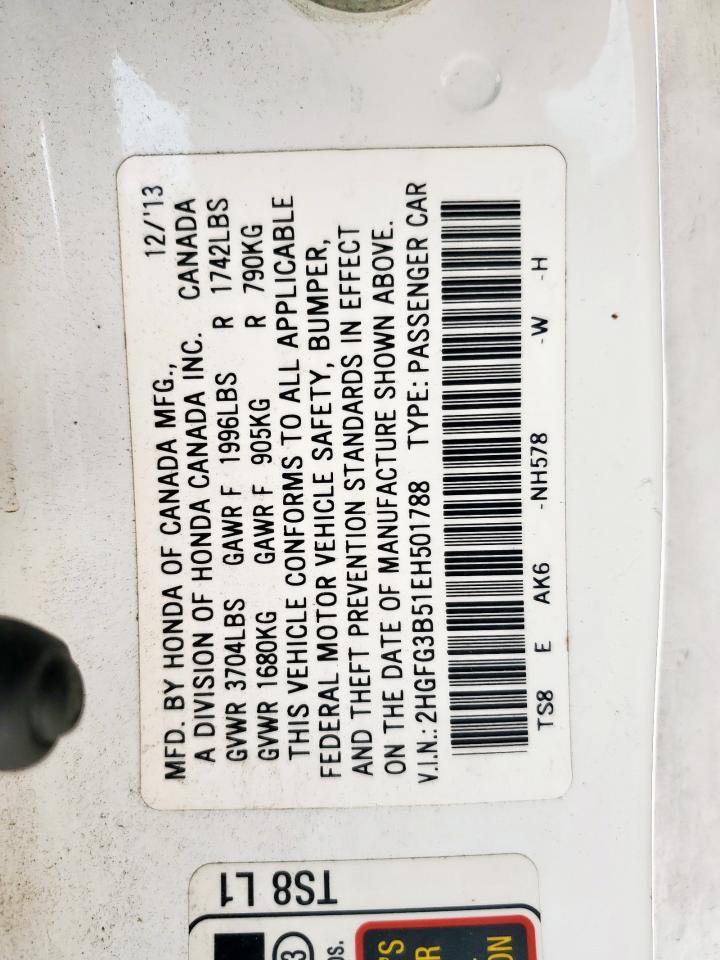 MFD. BY HONDA OF CANADA MFG., 12/'13
A DIVISION OF HONDA CANADA INC. CANADA
GVWR 3704LBS GAWR F 1996LBS R 1742LBS
GVWR 1680KG GAWR F 905KG R 790KG
THIS VEHICLE CONFORMS TO ALL APPLICABLE
FEDERAL MOTOR VEHICLE SAFETY, BUMPER,
AND THEFT PREVENTION STANDARDS IN EFFECT
ON THE DATE OF MANUFACTURE SHOWN ABOVE.
V.I.N.: 2HGFG3B51EH501788 TYPE: PASSENGER CAR
TS8 E AK6 -NH578 -W -H
TS8 L1